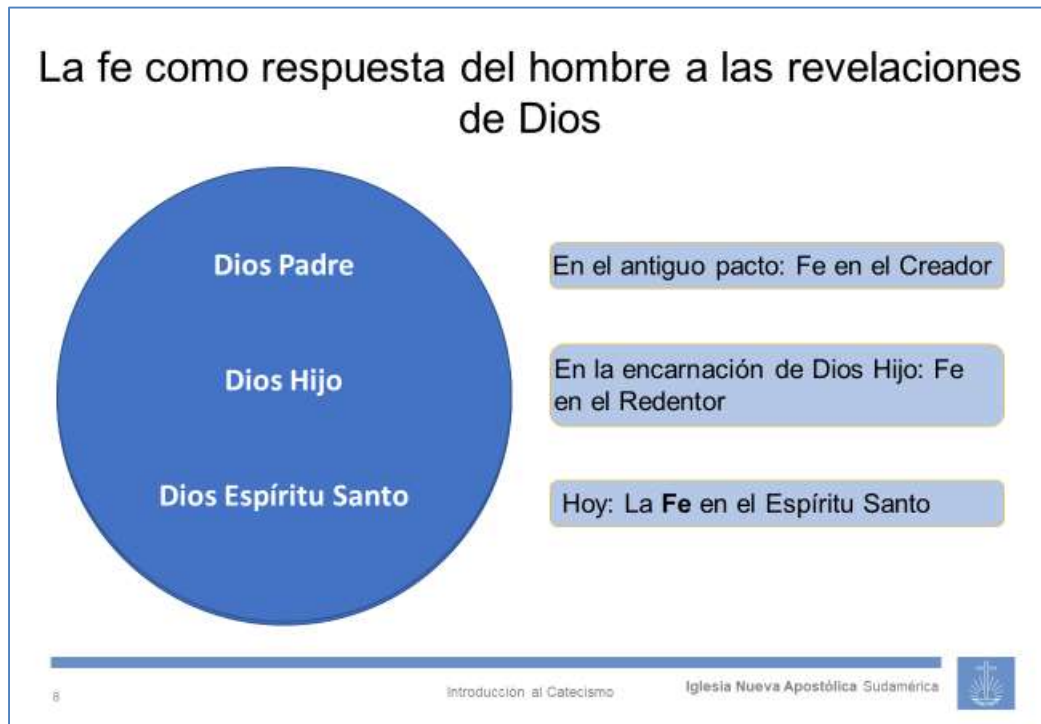 La fe como respuesta del hombre a las revelaciones
de Dios
Dios Padre
En el antiguo pacto: Fe en el Creador
Dios Hijo
En la encarnación de Dios Hijo: Fe
en el Redentor
Dios Espíritu Santo
Hoy: La Fe en el Espíritu Santo
8
Introducción al Catecismo
Iglesia Nueva Apostólica Sudamérica